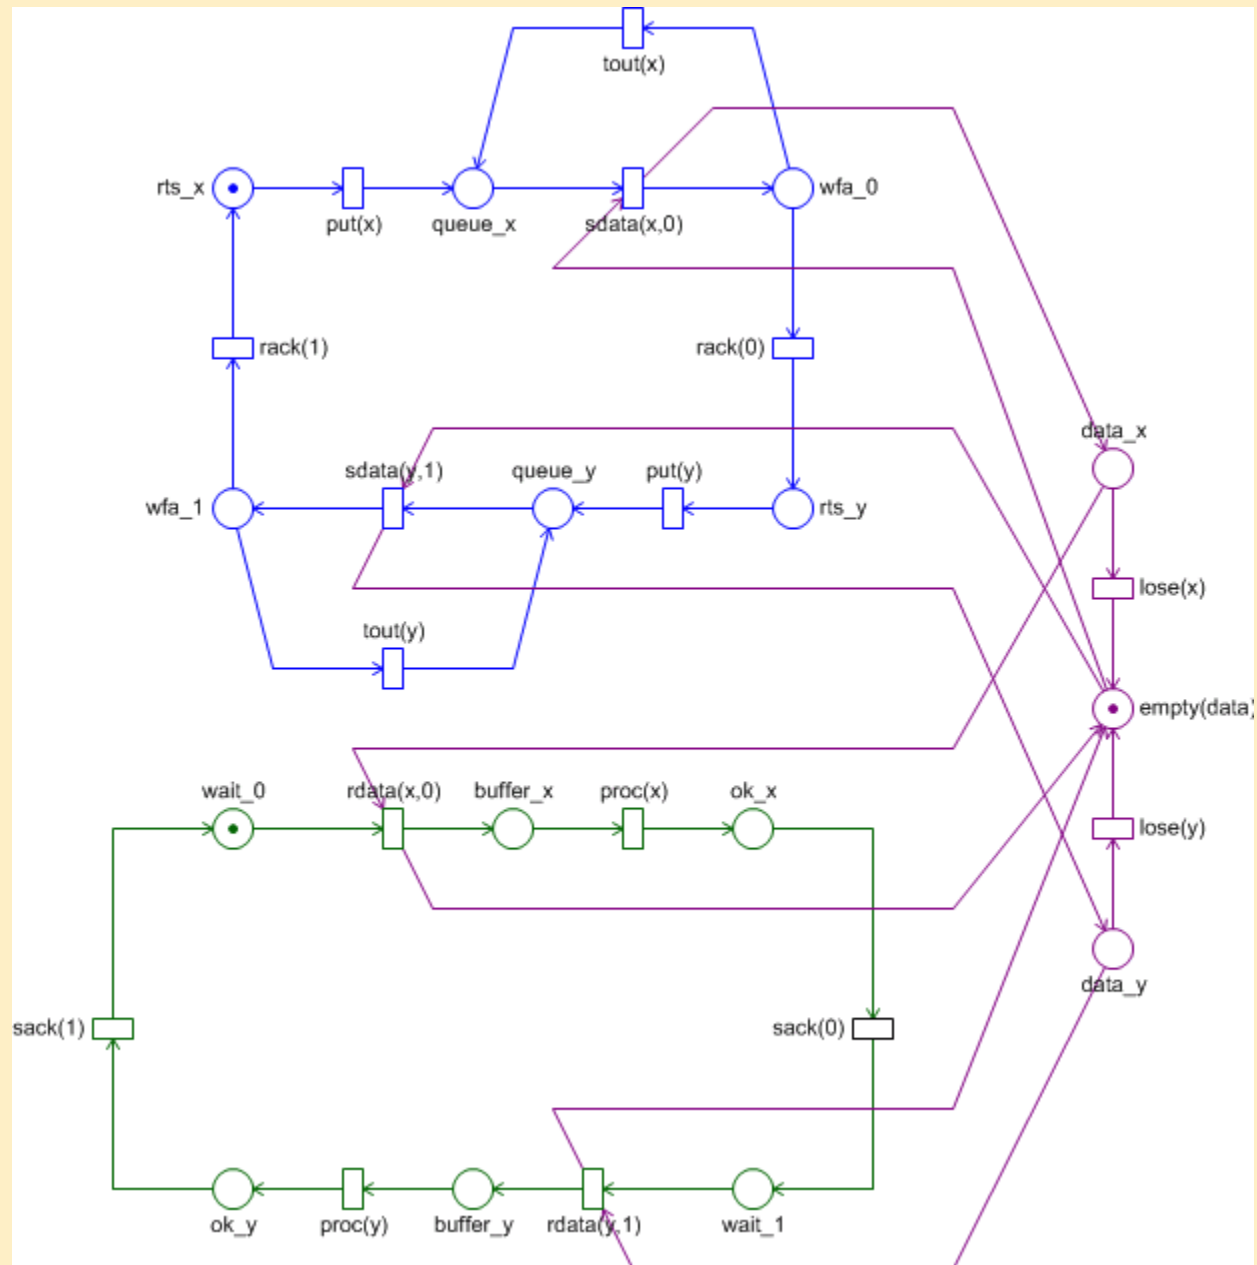 tout(x)
rts_x
put(x)
queue_x
sdata(x,0)
wfa_0
rack(1)
rack(0)
data_x
sdata(y,1)
queue_y
put(y)
wfa_1
rts_y
lose(x)
tout(y)
empty(data)
wait_0
rdata(x,0)
buffer_x
proc(x)
ok_x
lose(y)
data_y
sack(1)
sack(0)
ok_y
proc(y)
buffer_y
rdata(y,1)
wait_1